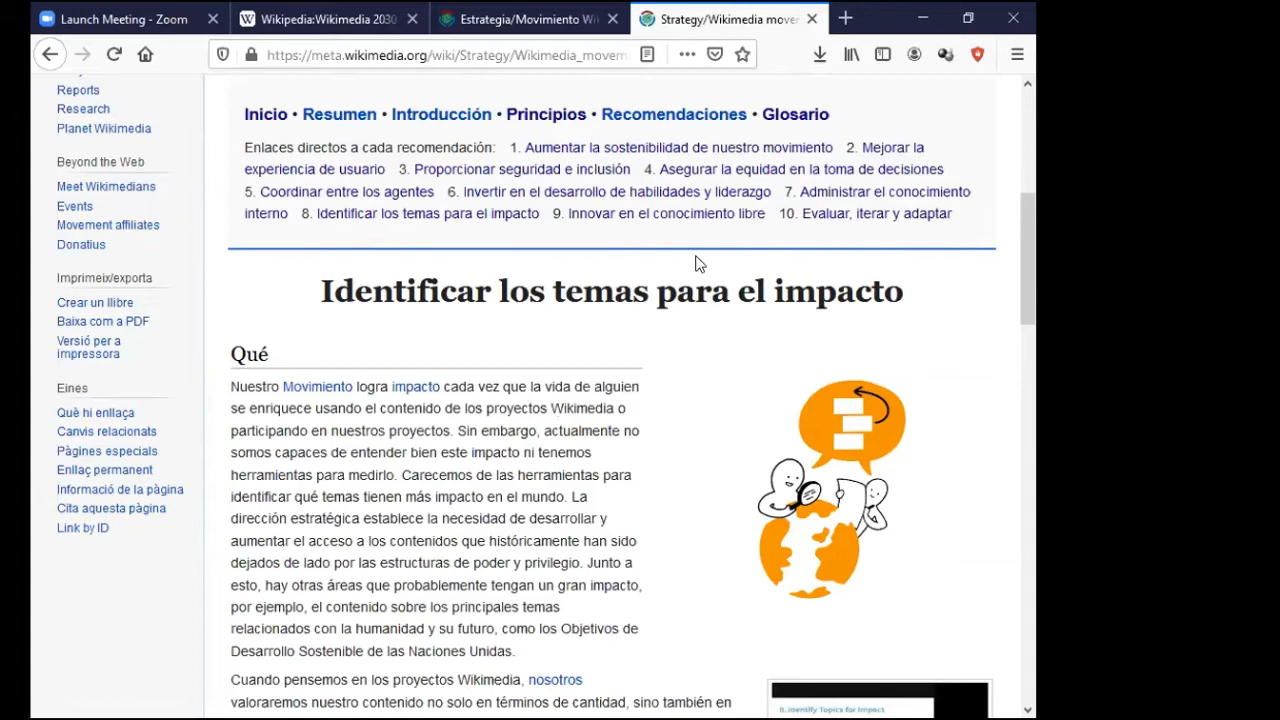 Launch Meeting - Zoom
Wikipedia:Wikimedia 2030
Estrategia/Movimiento Wi
Strategy/Wikimedia mover
https://meta.wikimedia.org/wiki/Strategy/Wikimedia_movem
Reports
Research
Planet Wikimedia
Beyond the Web
Meet Wikimedians
Events
Movement affiliates
Donatius
Imprimeix/exporta
Crear un llibre
Baixa com a PDF
Versió per a
impressora
Eines
Què hi enllaça
Canvis relacionats
Pàgines especials
Enllaç permanent
Informació de la pàgina
Cita aquesta pàgina
Link by ID
Inicio • Resumen • Introducción • Principios • Recomendaciones • Glosario
Enlaces directos a cada recomendación: 1. Aumentar la sostenibilidad de nuestro movimiento 2. Mejorar la
experiencia de usuario 3. Proporcionar seguridad e inclusión 4. Asegurar la equidad en la toma de decisiones
5. Coordinar entre los agentes 6. Invertir en el desarrollo de habilidades y liderazgo 7. Administrar el conocimiento
interno 8. Identificar los temas para el impacto 9. Innovar en el conocimiento libre 10. Evaluar, iterar y adaptar
Identificar los temas para el impacto
Qué
Nuestro Movimiento logra impacto cada vez que la vida de alguien
se enriquece usando el contenido de los proyectos Wikimedia o
participando en nuestros proyectos. Sin embargo, actualmente no
somos capaces de entender bien este impacto ni tenemos
herramientas para medirlo. Carecemos de las herramientas para
identificar qué temas tienen más impacto en el mundo. La
dirección estratégica establece la necesidad de desarrollar y
aumentar el acceso a los contenidos que históricamente han sido
dejados de lado por las estructuras de poder y privilegio. Junto a
esto, hay otras áreas que probablemente tengan un gran impacto,
por ejemplo, el contenido sobre los principales temas
relacionados con la humanidad y su futuro, como los Objetivos de
Desarrollo Sostenible de las Naciones Unidas.
Cuando pensemos en los proyectos Wikimedia, nosotros
valoraremos nuestro contenido no solo en términos de cantidad, sino también en
8. Identify Topics for Impact